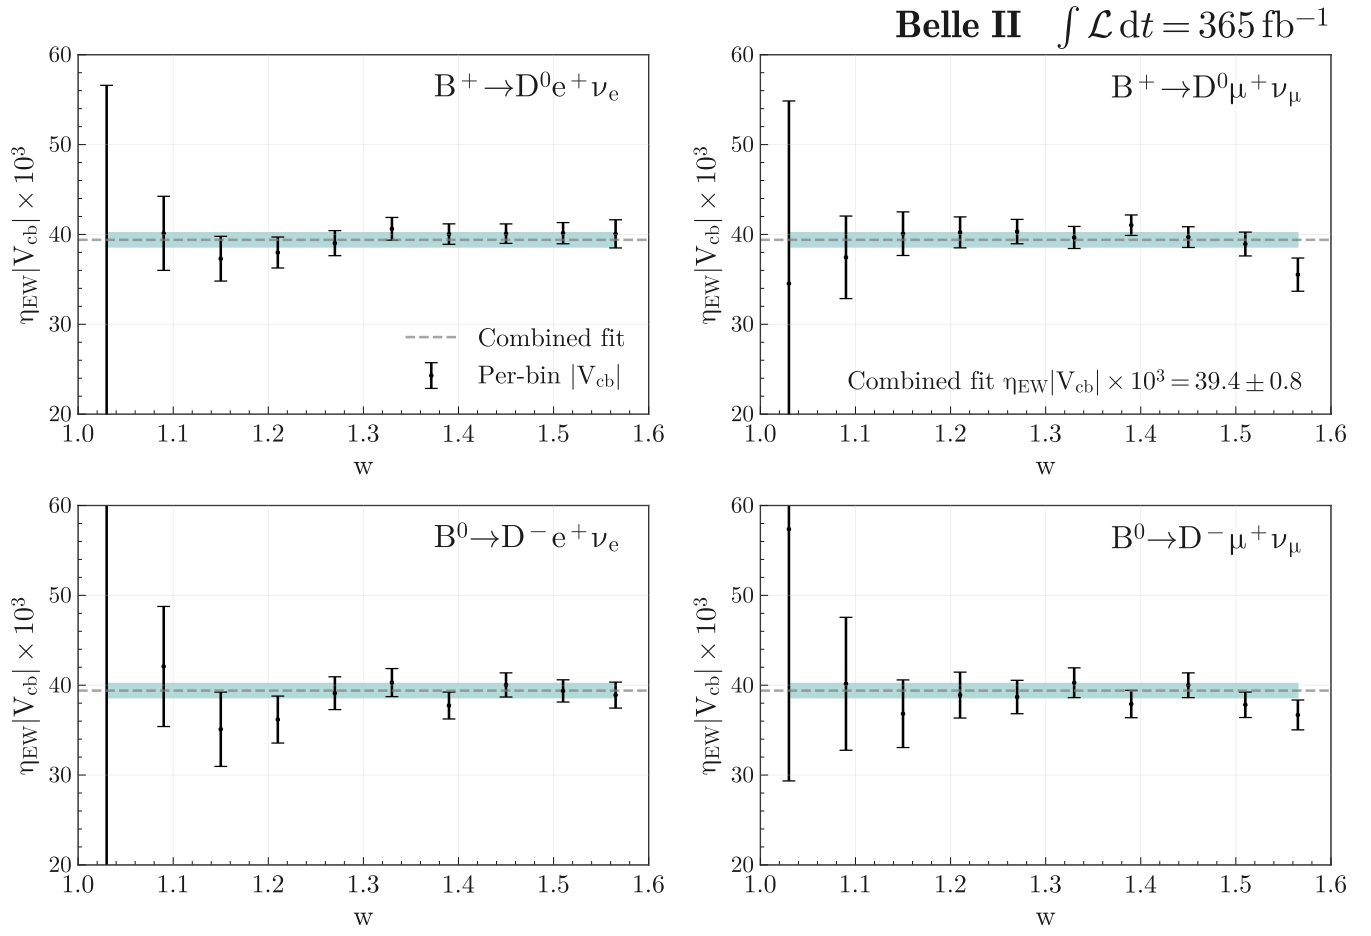 Belle II ∫ℒ dt = 365 fb⁻¹
B⁺→D⁰e⁺νₑ
η_EW|V_cb| × 10³
60
50
40
30
20
Combined fit
Per-bin |V_cb|
1.0 1.1 1.2 1.3 1.4 1.5 1.6
w
B⁺→D⁰μ⁺ν_μ
η_EW|V_cb| × 10³
60
50
40
30
20
Combined fit η_EW|V_cb| × 10³ = 39.4 ± 0.8
1.0 1.1 1.2 1.3 1.4 1.5 1.6
w
B⁰→D⁻e⁺νₑ
η_EW|V_cb| × 10³
60
50
40
30
20
1.0 1.1 1.2 1.3 1.4 1.5 1.6
w
B⁰→D⁻μ⁺ν_μ
η_EW|V_cb| × 10³
60
50
40
30
20
1.0 1.1 1.2 1.3 1.4 1.5 1.6
w